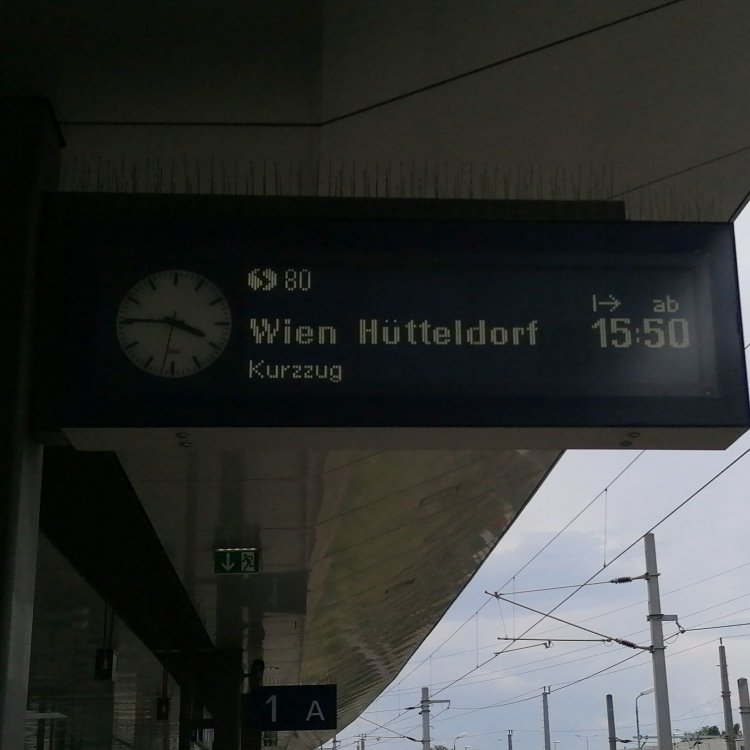 S 80
ab
Wien Hütteldorf 15:50
Kurzzug
1 A